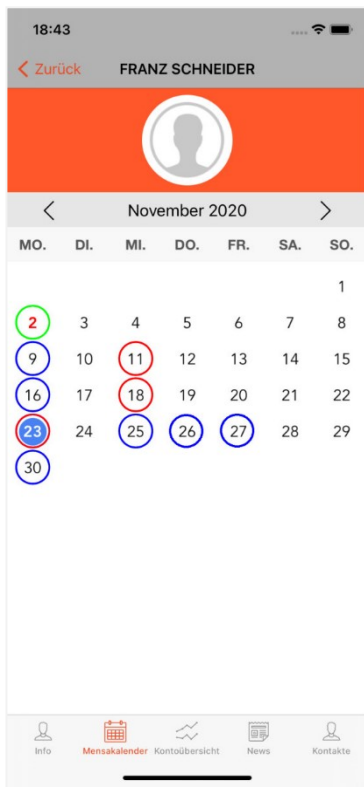 18:43
Zurück FRANZ SCHNEIDER
November 2020
MO. DI. MI. DO. FR. SA. SO.
1
2 3 4 5 6 7 8
9 10 11 12 13 14 15
16 17 18 19 20 21 22
23 24 25 26 27 28 29
30
Info Mensakalender Kontoübersicht News Kontakte